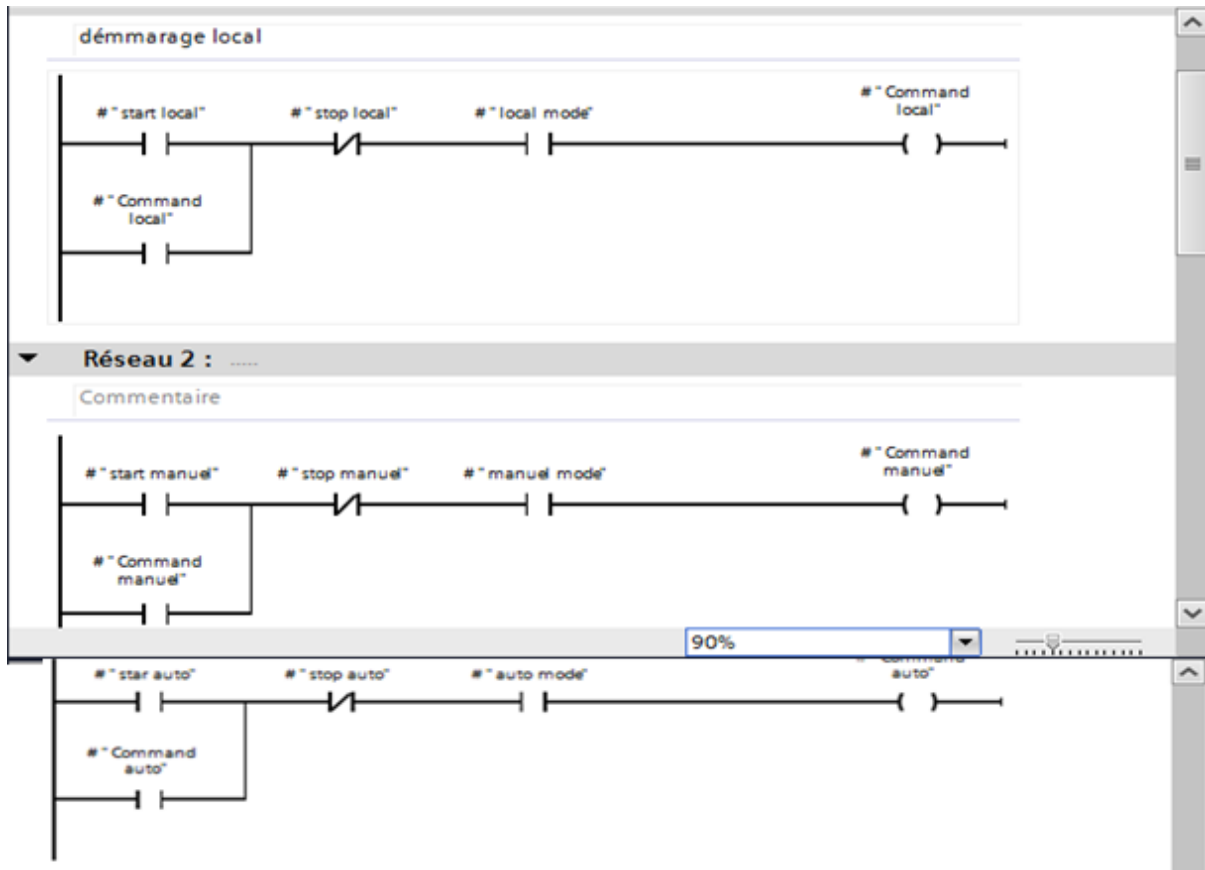 démmarage local
#"Command
local"
#"start local" #"stop local" #"local mode"
#"Command
local"
Réseau 2 : .....
Commentaire
#"Command
manuel"
#"start manuel" #"stop manuel" #"manuel mode"
#"Command
manuel"
90%
#"Command
#"star auto" #"stop auto" #"auto mode" auto"
#"Command
auto"